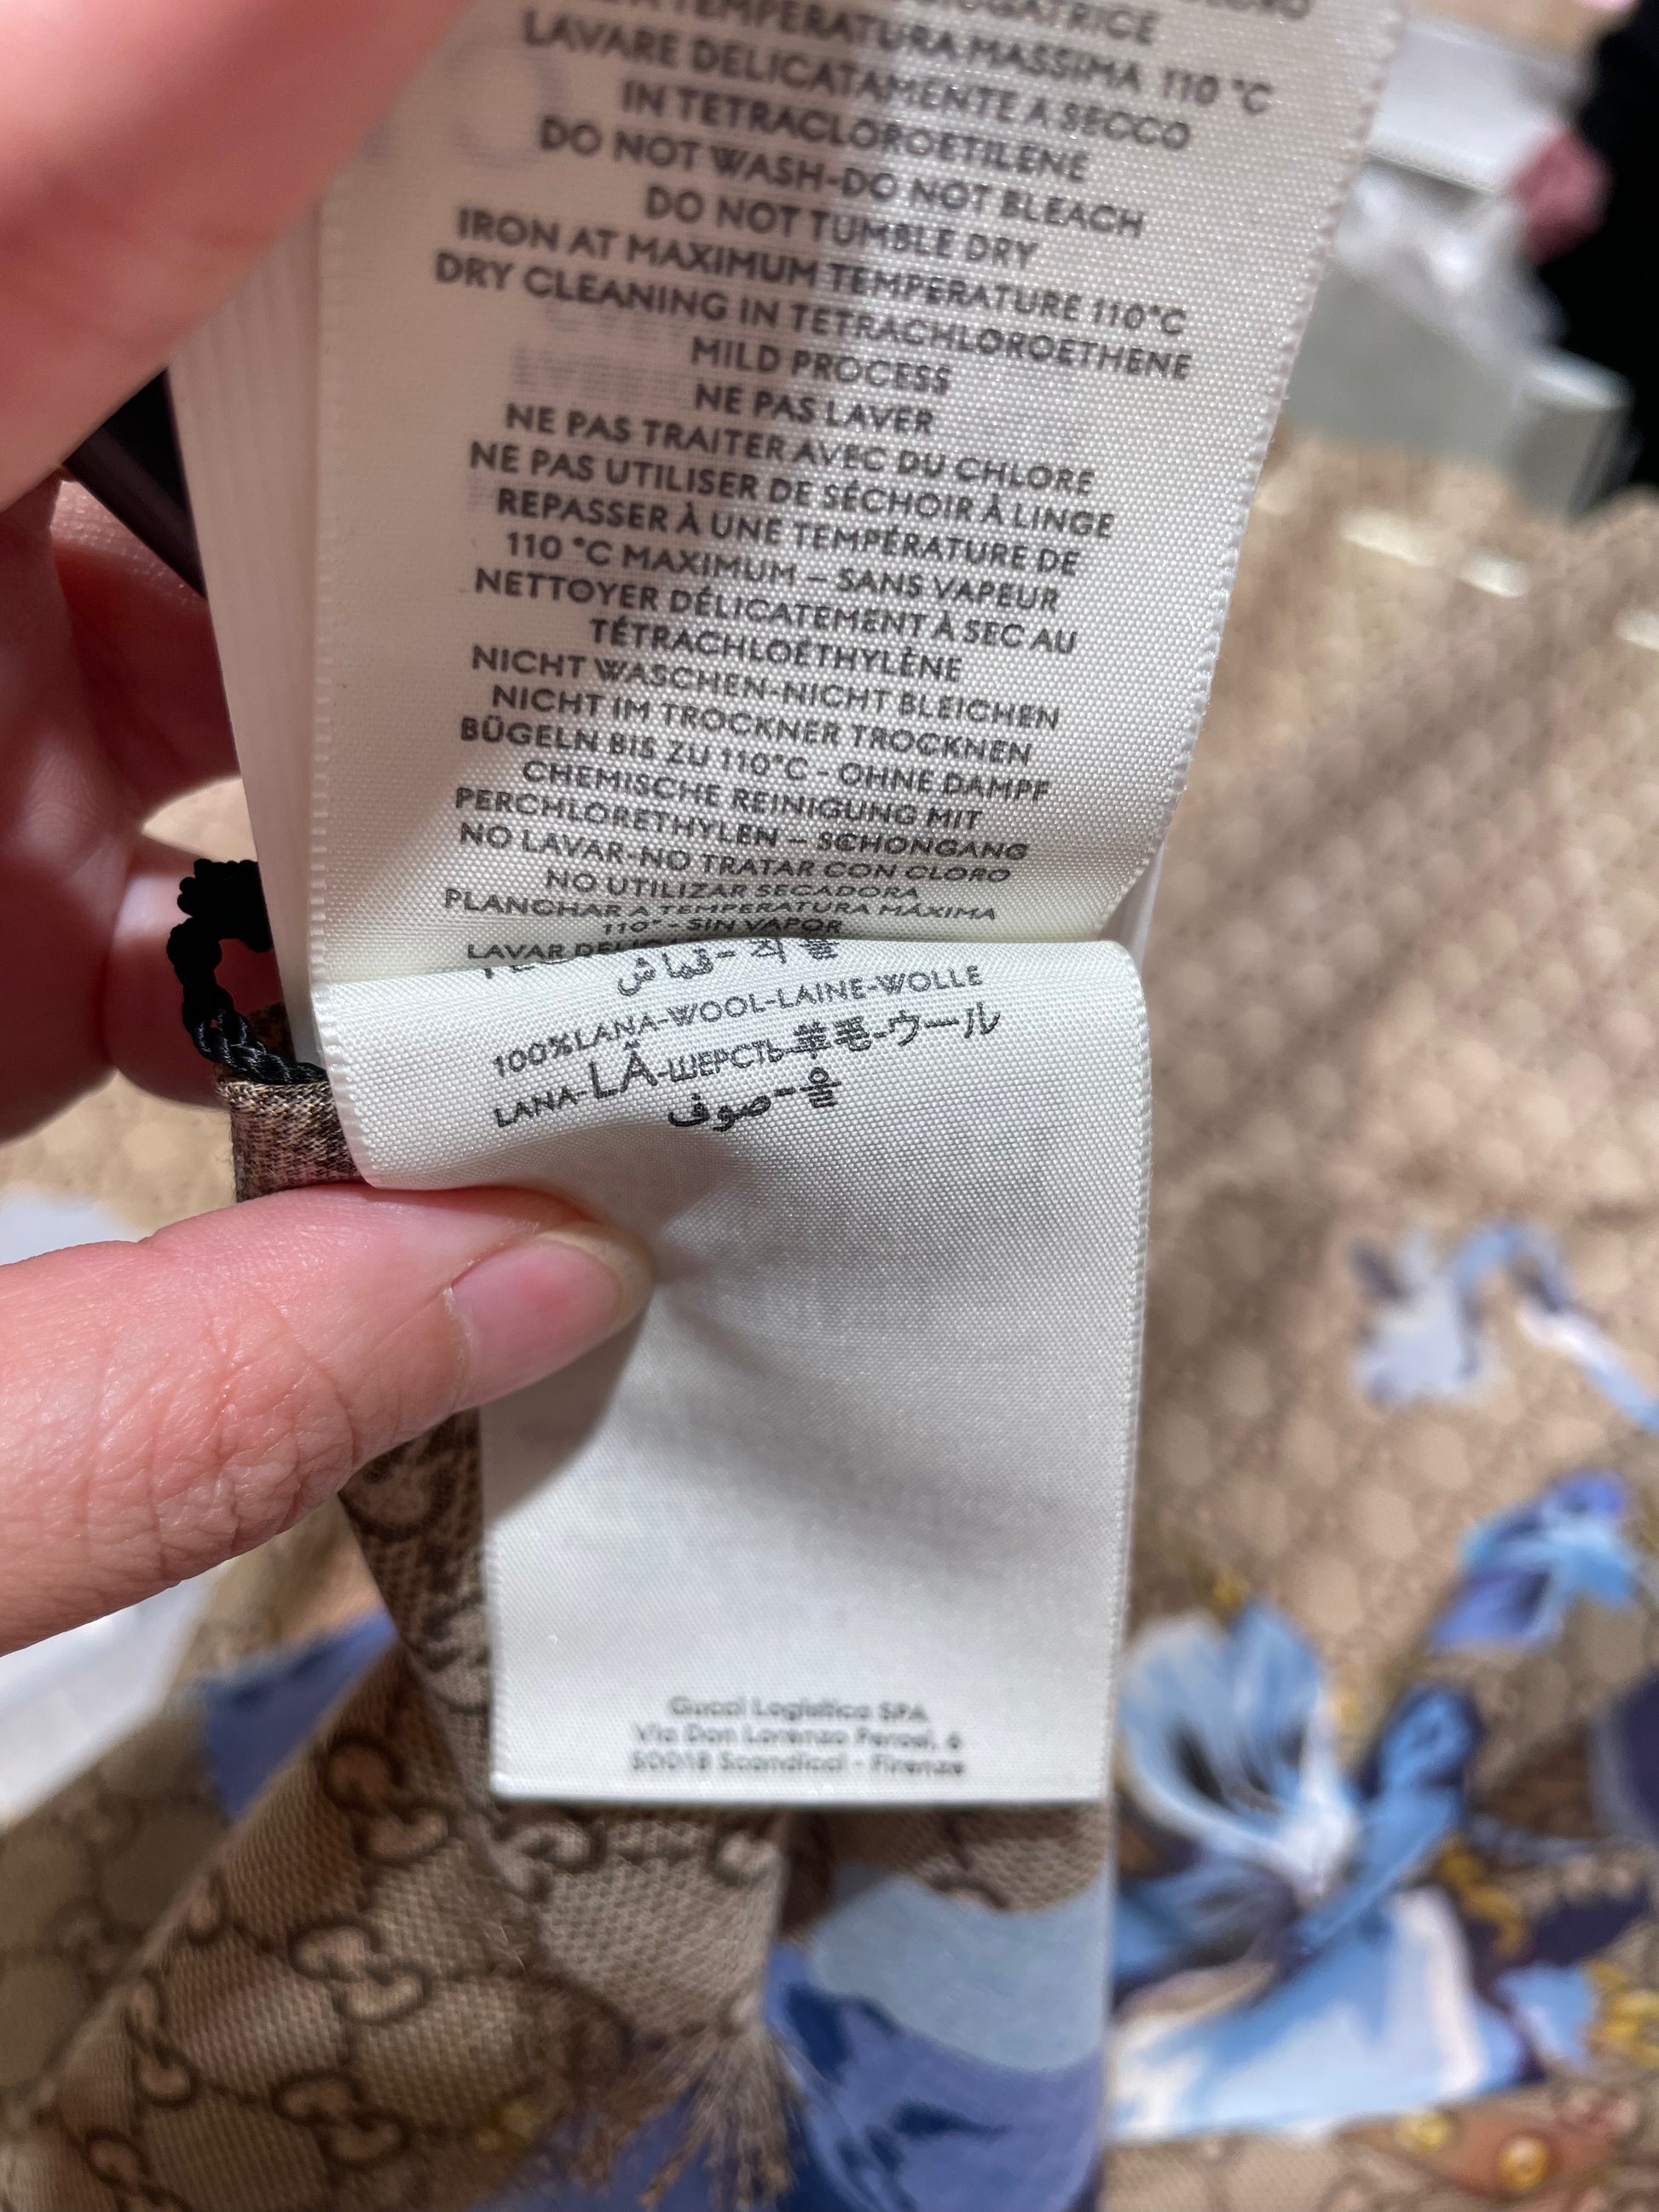 TEMPERATURA MASSIMA 110 °C
LAVARE DELICATAMENTE A SECCO
IN TETRACLOROETILENE
DO NOT WASH-DO NOT BLEACH
DO NOT TUMBLE DRY
IRON AT MAXIMUM TEMPERATURE 110°C
DRY CLEANING IN TETRACHLOROETHENE
MILD PROCESS
NE PAS LAVER
NE PAS TRAITER AVEC DU CHLORE
NE PAS UTILISER DE SÉCHOIR À LINGE
REPASSER À UNE TEMPÉRATURE DE
110 °C MAXIMUM – SANS VAPEUR
NETTOYER DÉLICATEMENT À SEC AU
TÉTRACHLOÉTHYLÈNE
NICHT WASCHEN-NICHT BLEICHEN
NICHT IM TROCKNER TROCKNEN
BÜGELN BIS ZU 110°C - OHNE DAMPF
CHEMISCHE REINIGUNG MIT
PERCHLORETHYLEN – SCHONGANG
NO LAVAR-NO TRATAR CON CLORO
NO UTILIZAR SECADORA
PLANCHAR A TEMPERATURA MÁXIMA
110° - SIN VAPOR
LAVAR
قماش-직물
100%LANA-WOOL-LAINE-WOLLE
LANA-LÃ-ШЕРСТЬ-羊毛-ウール
صوف-울
Gucci Logistica SPA
Via Don Lorenzo Perosi, 6
50018 Scandicci - Firenze